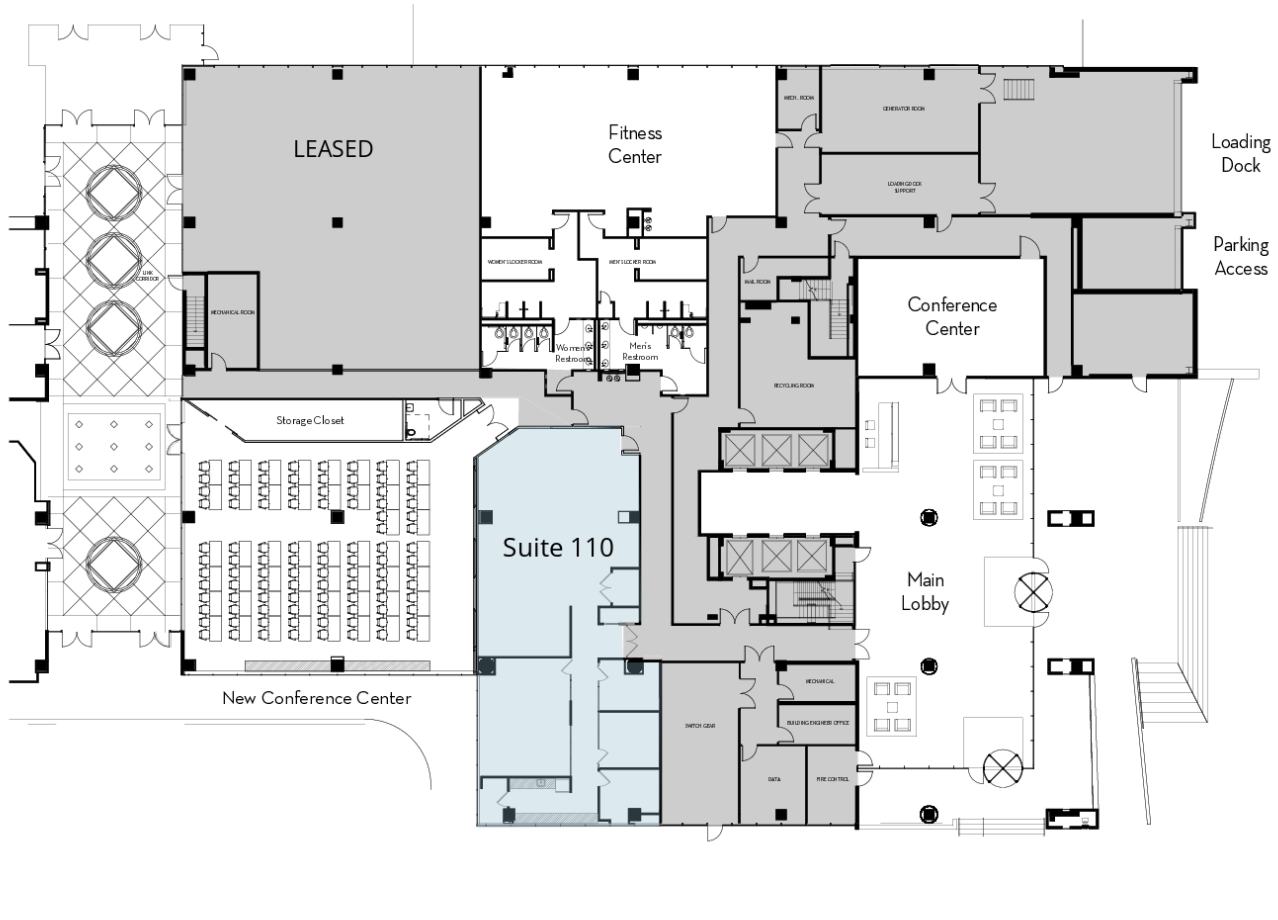 LEASED
Fitness
Center
MECH. ROOM
GENERATOR ROOM
Loading
Dock
LOADING DOCK
SUPPORT
WOMEN'S LOCKER ROOM
MEN'S LOCKER ROOM
Parking
Access
LINK
CORRIDOR
MAIL ROOM
MECHANICAL ROOM
Conference
Center
Women's
Restroom
Men's
Restroom
RECYCLING ROOM
Storage Closet
Suite 110
Main
Lobby
New Conference Center
SWITCH GEAR
MECHANICAL
BUILDING ENGINEER OFFICE
DATA
FIRE CONTROL